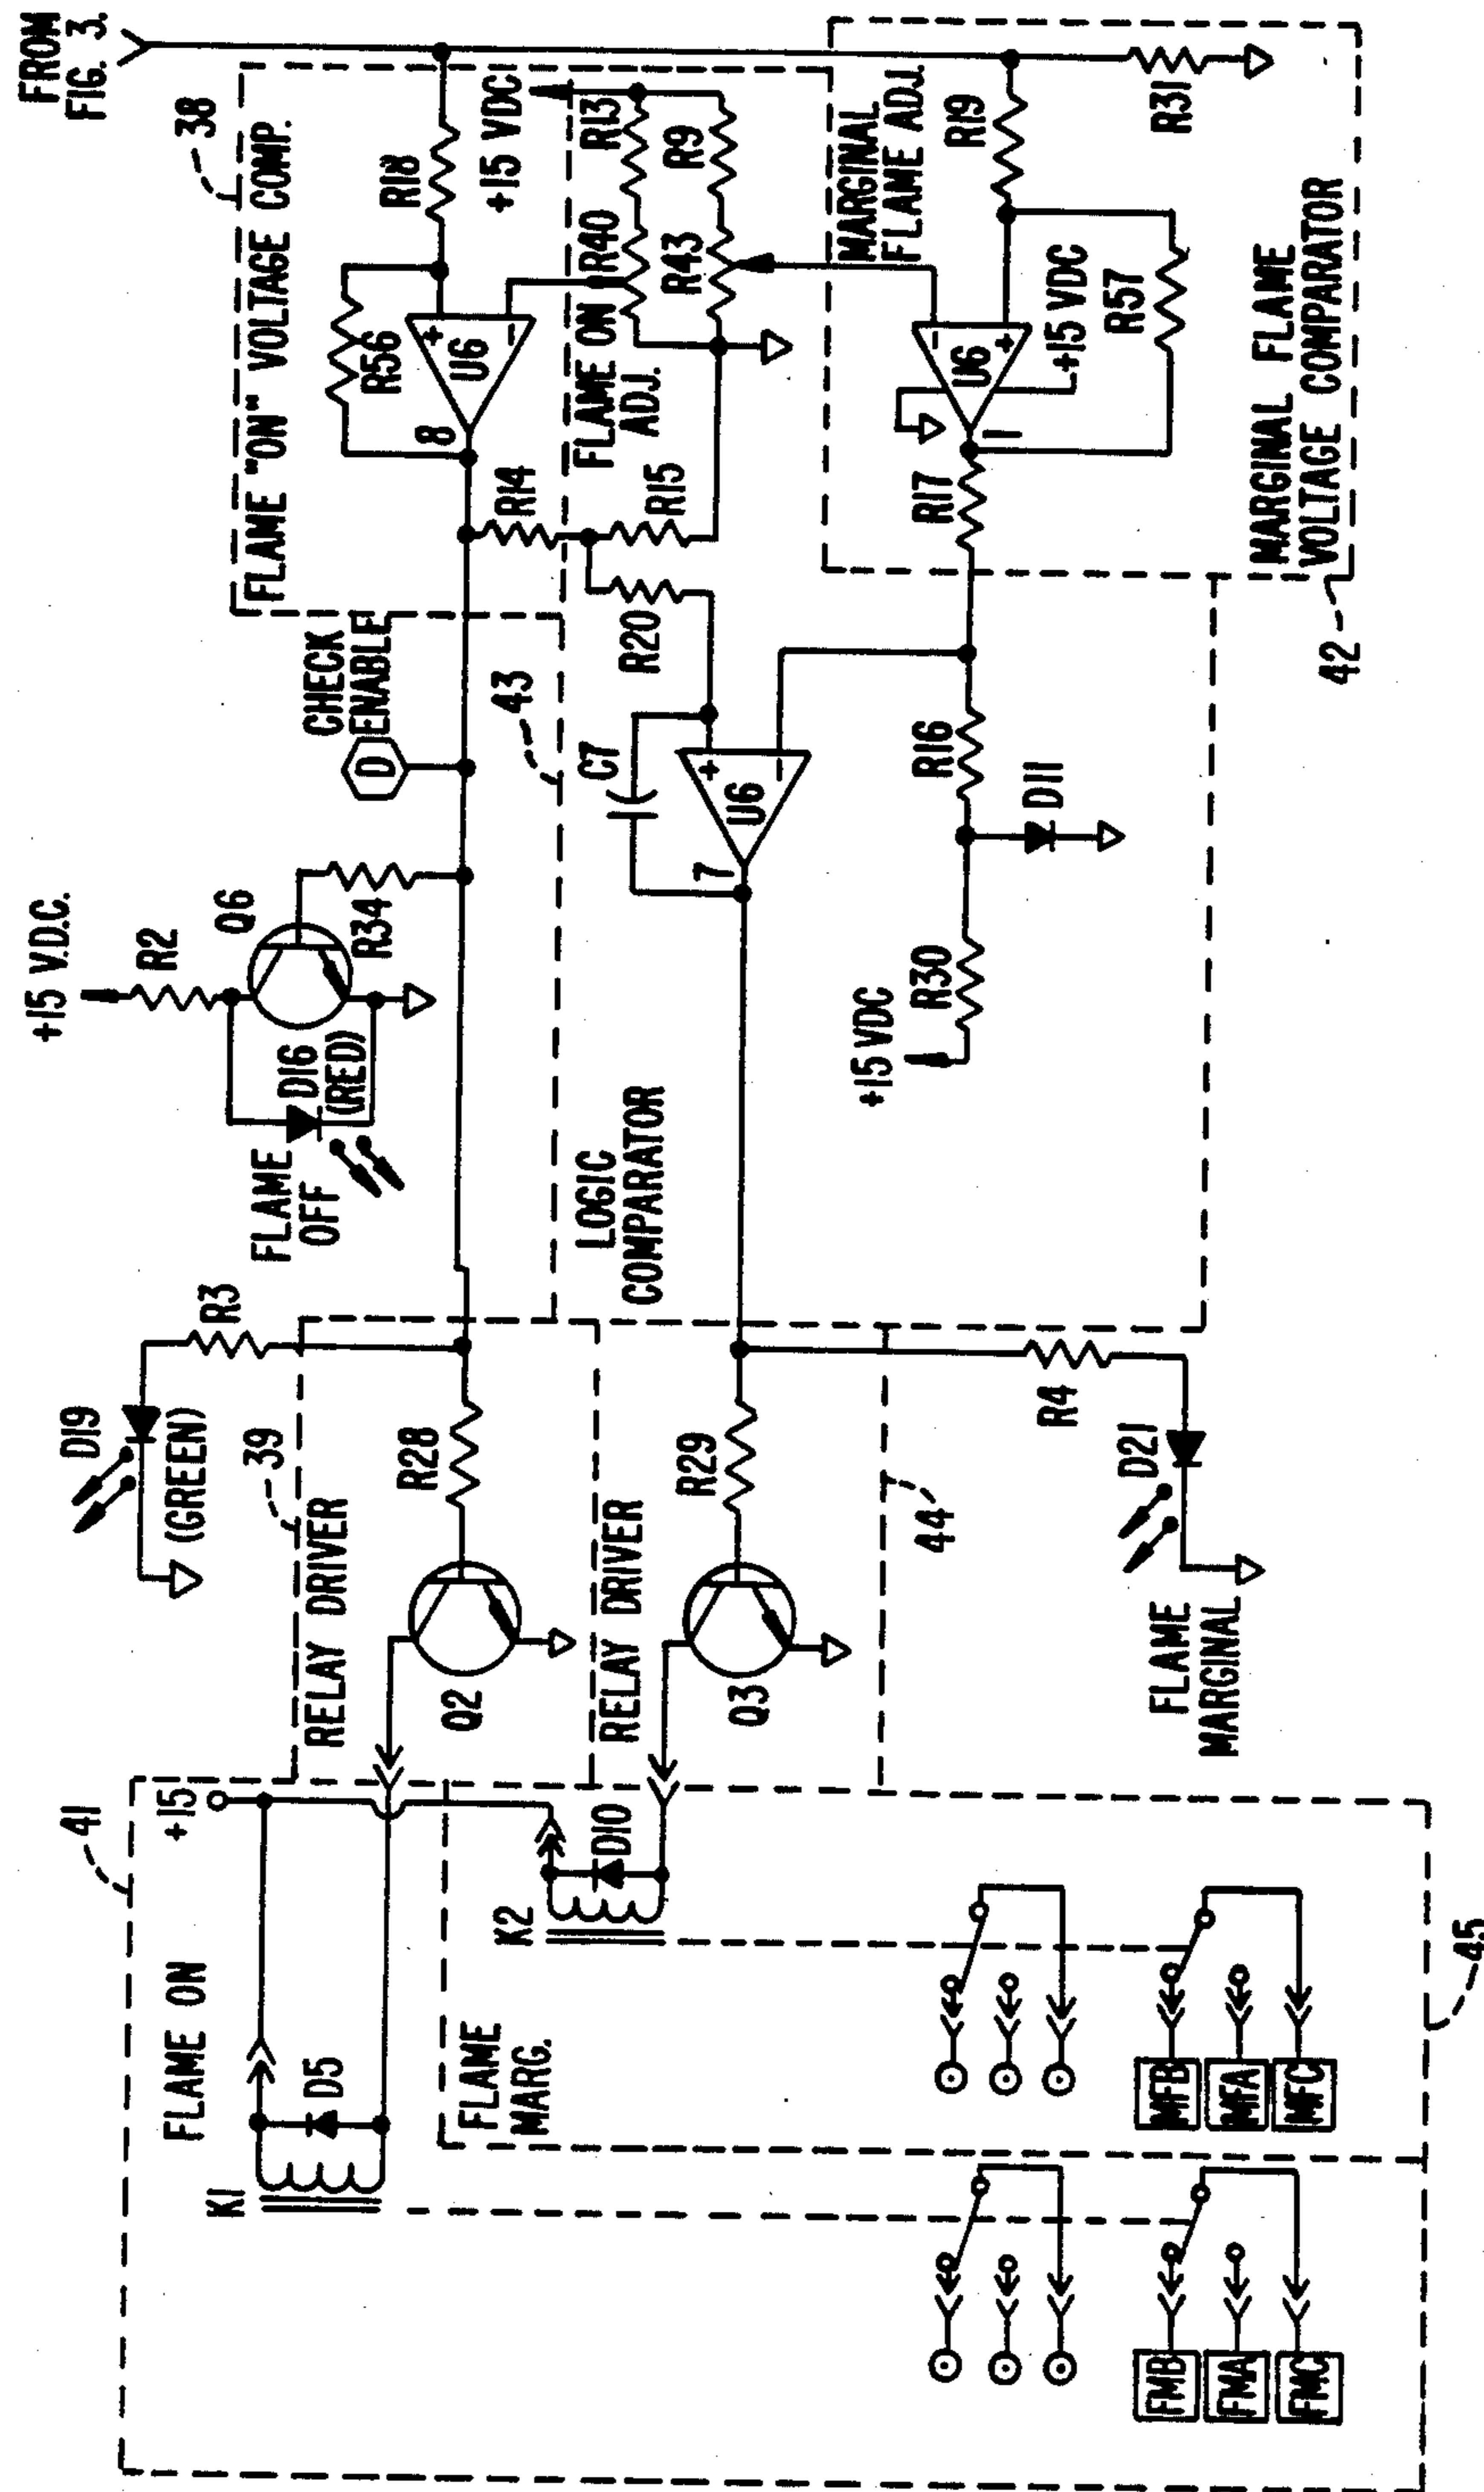 FROM
FIG. 3.
38
FLAME "ON" VOLTAGE COMP.
R18
+15 VDC
R56
+
U6
−
8
R14
R13
R40
R9
R43
FLAME ON
ADJ.
R15
MARGINAL
FLAME ADJ.
R19
R31
−
U6
+
+15 VDC
R57
1
R17
MARGINAL FLAME
VOLTAGE COMPARATOR
42
CHECK
ENABLE
D
43
R20
C7
+
U6
−
7
R16
D11
R30
+15 VDC
LOGIC
COMPARATOR
+15 V.D.C.
R2
Q6
R34
D16
(RED)
FLAME
OFF
R3
D19
(GREEN)
39
RELAY DRIVER
R28
Q2
RELAY DRIVER
R29
Q3
44
R4
D21
FLAME
MARGINAL
41
+15
FLAME ON
D5
K1
FLAME
MARG.
K2
D10
MFB
MFA
MFC
45
FMB
FMA
FMC